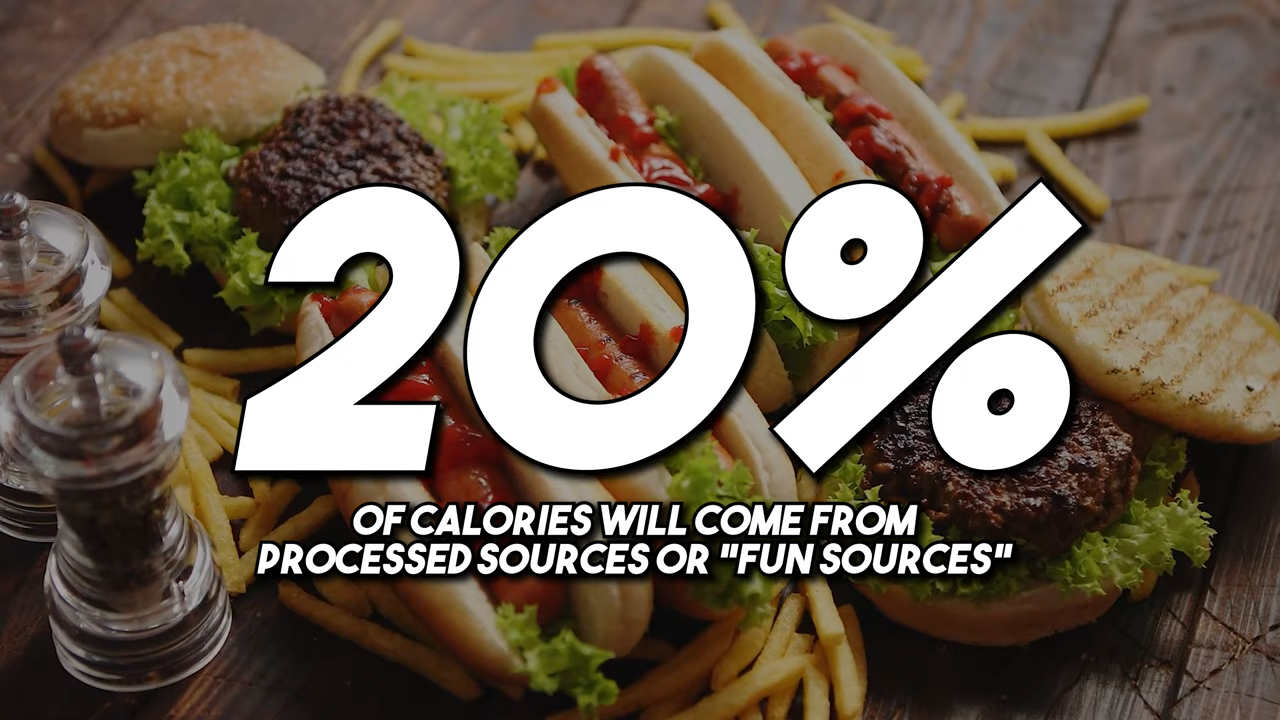 20%
OF CALORIES WILL COME FROM
PROCESSED SOURCES OR "FUN SOURCES"